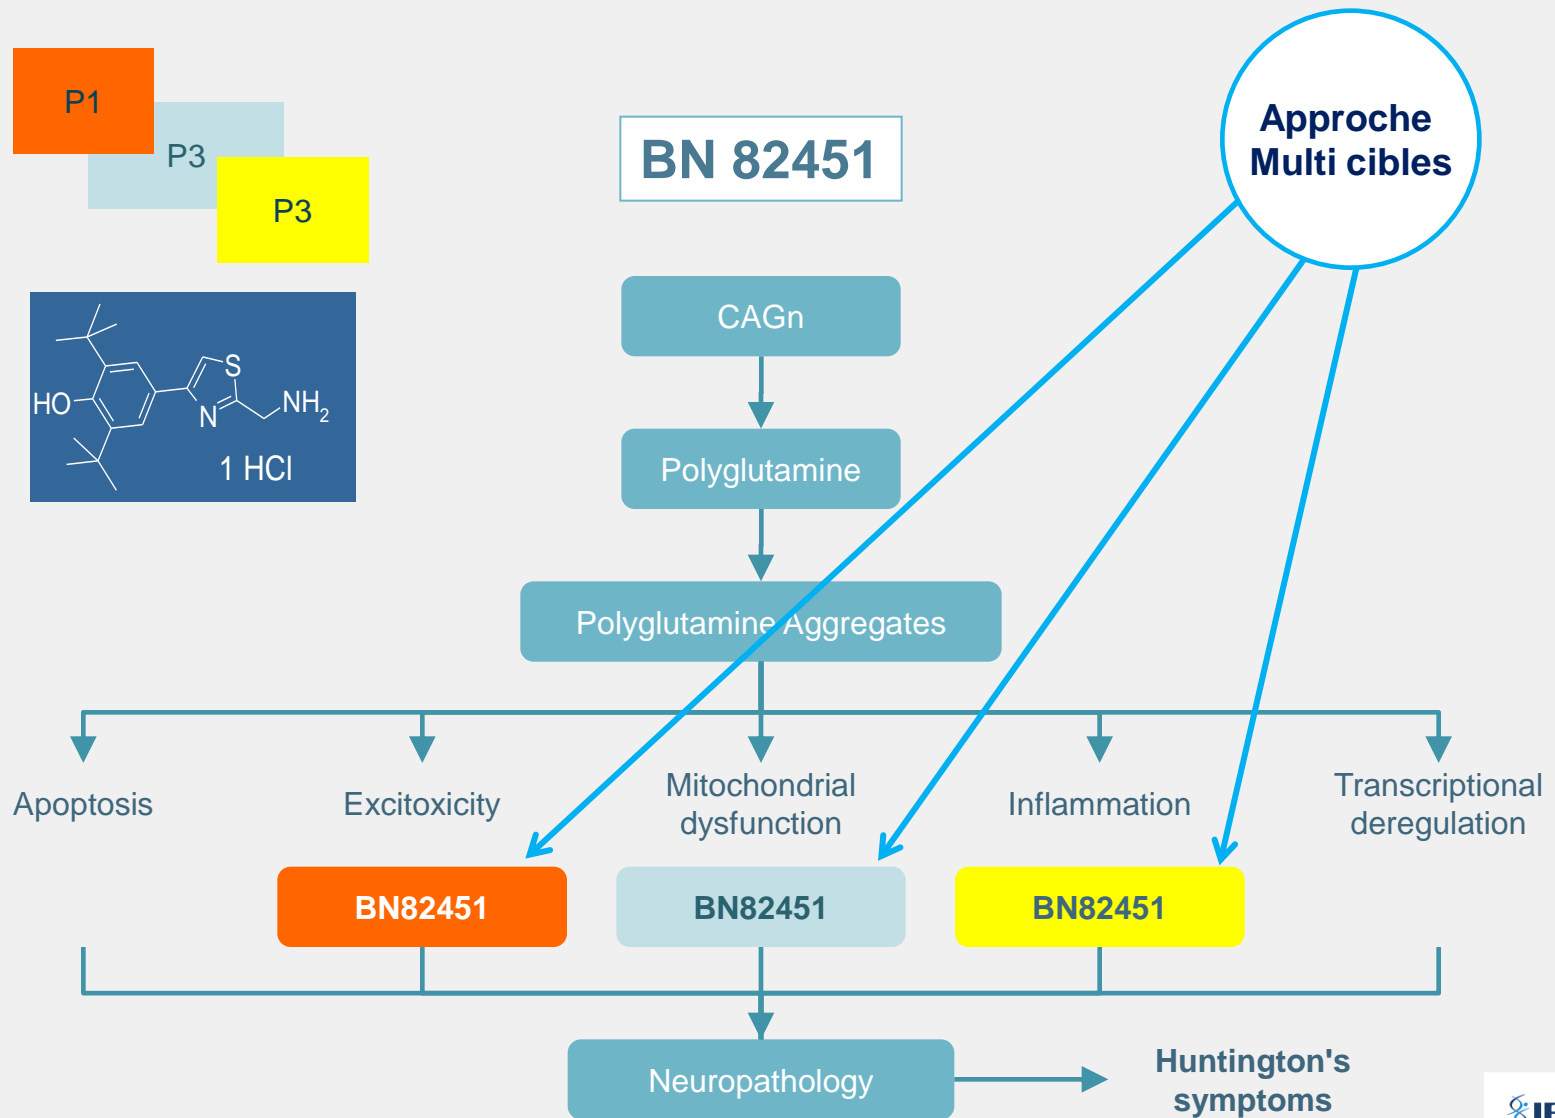 P1
P3
P3
BN 82451
Approche
Multi cibles
HO
S
N
NH2
1 HCl
CAGn
Polyglutamine
Polyglutamine Aggregates
Apoptosis
Excitoxicity
Mitochondrial
dysfunction
Inflammation
Transcriptional
deregulation
BN82451
BN82451
BN82451
Neuropathology
Huntington's
symptoms